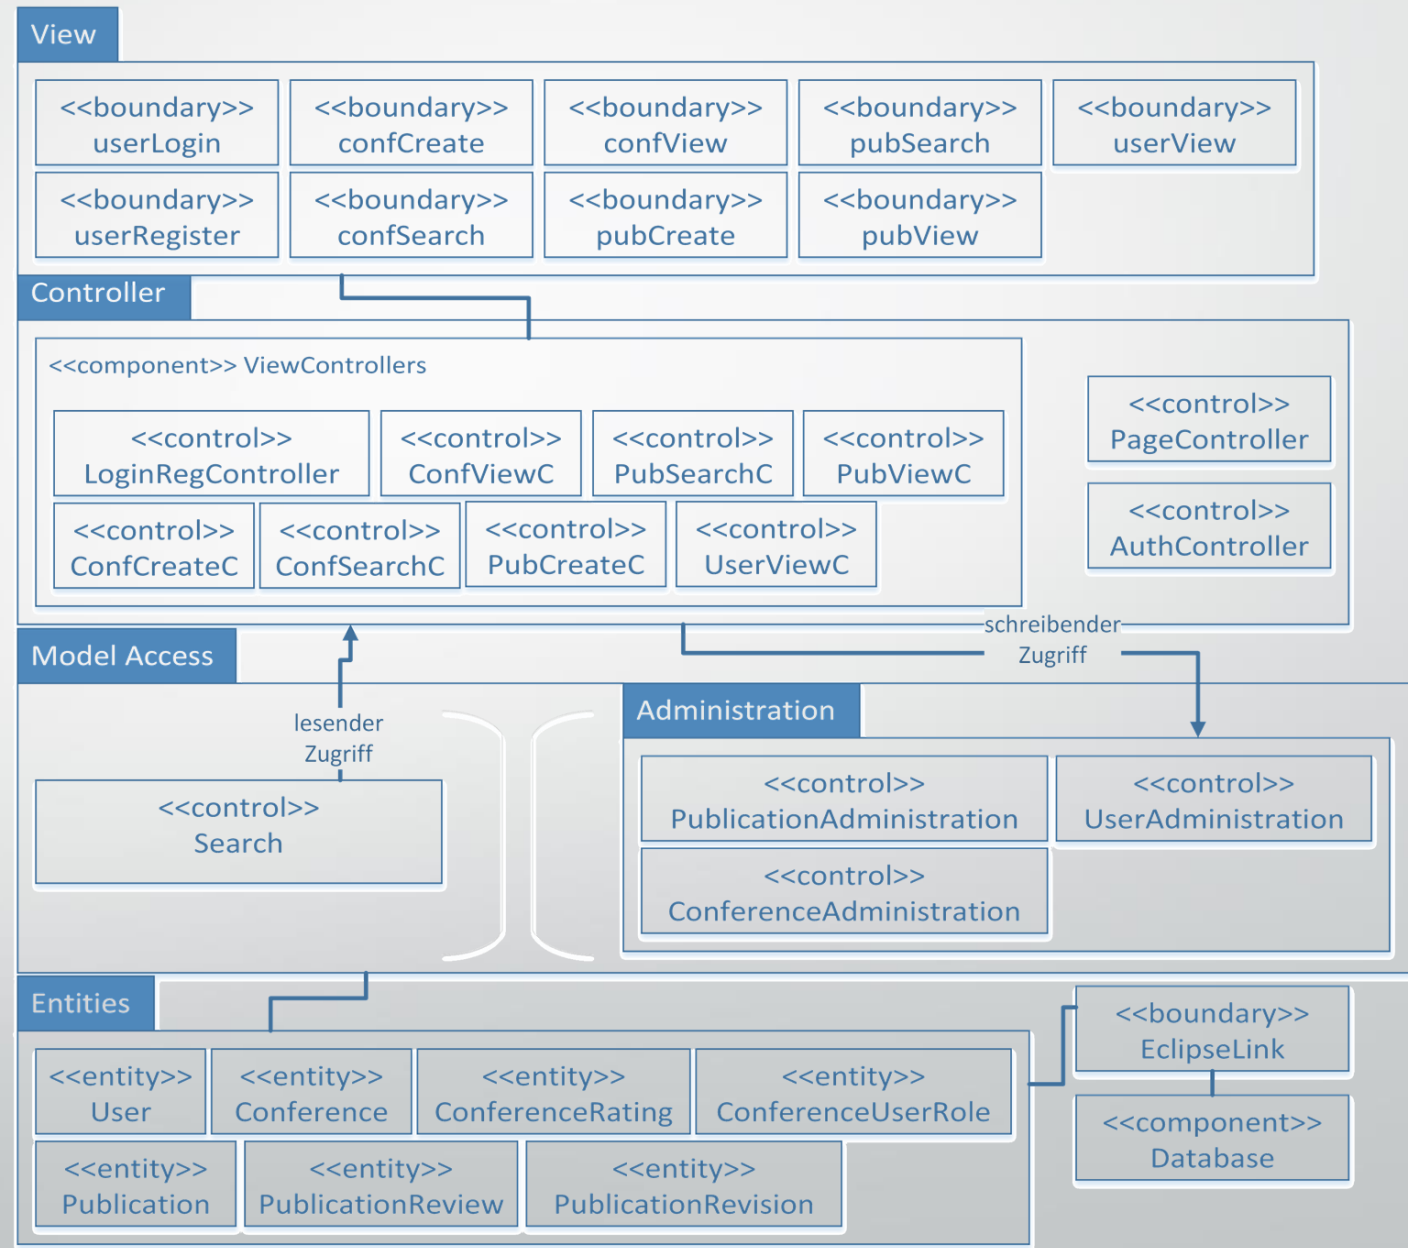 View
<<boundary>>
userLogin
<<boundary>>
confCreate
<<boundary>>
confView
<<boundary>>
pubSearch
<<boundary>>
userView
<<boundary>>
userRegister
<<boundary>>
confSearch
<<boundary>>
pubCreate
<<boundary>>
pubView
Controller
<<component>> ViewControllers
<<control>>
LoginRegController
<<control>>
ConfViewC
<<control>>
PubSearchC
<<control>>
PubViewC
<<control>>
ConfCreateC
<<control>>
ConfSearchC
<<control>>
PubCreateC
<<control>>
UserViewC
<<control>>
PageController
<<control>>
AuthController
schreibender
Zugriff
Model Access
lesender
Zugriff
<<control>>
Search
Administration
<<control>>
PublicationAdministration
<<control>>
UserAdministration
<<control>>
ConferenceAdministration
Entities
<<entity>>
User
<<entity>>
Conference
<<entity>>
ConferenceRating
<<entity>>
ConferenceUserRole
<<entity>>
Publication
<<entity>>
PublicationReview
<<entity>>
PublicationRevision
<<boundary>>
EclipseLink
<<component>>
Database